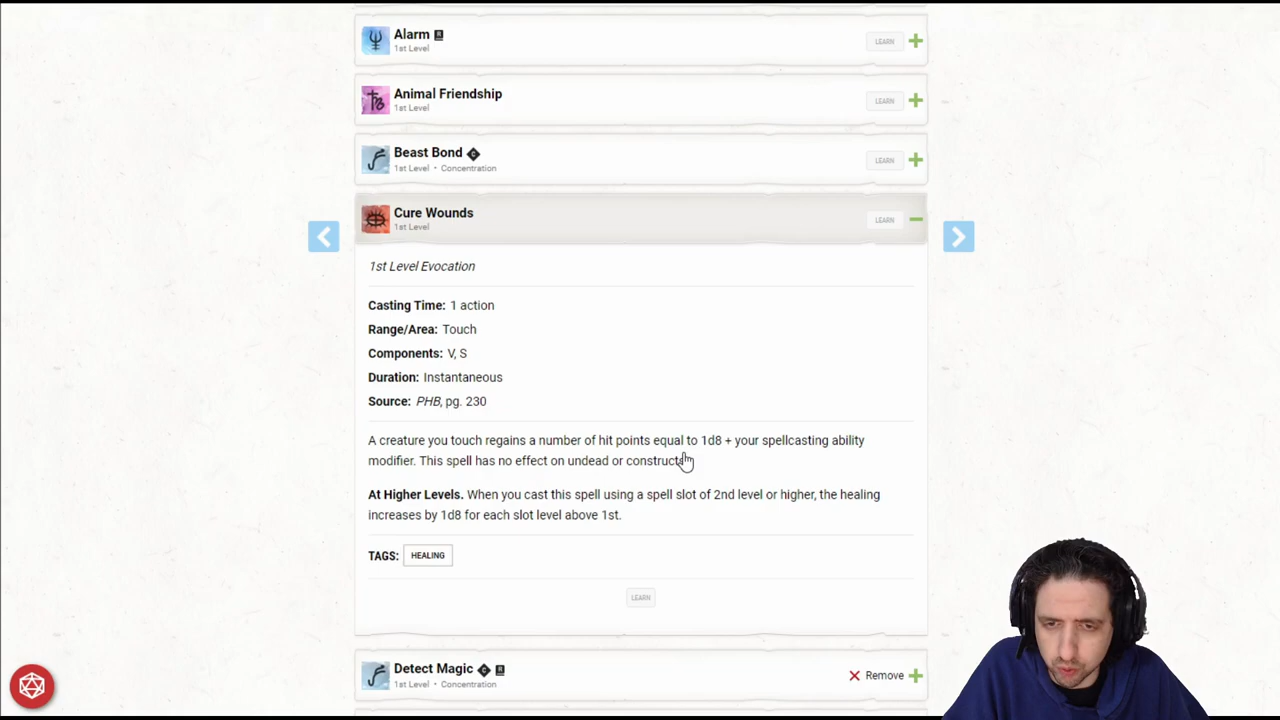 Alarm
1st Level
LEARN
Animal Friendship
1st Level
LEARN
Beast Bond
1st Level • Concentration
LEARN
Cure Wounds
1st Level
LEARN
1st Level Evocation
Casting Time: 1 action
Range/Area: Touch
Components: V, S
Duration: Instantaneous
Source: PHB, pg. 230
A creature you touch regains a number of hit points equal to 1d8 + your spellcasting ability
modifier. This spell has no effect on undead or constructs.
At Higher Levels. When you cast this spell using a spell slot of 2nd level or higher, the healing
increases by 1d8 for each slot level above 1st.
TAGS: HEALING
LEARN
Detect Magic
1st Level • Concentration
Remove